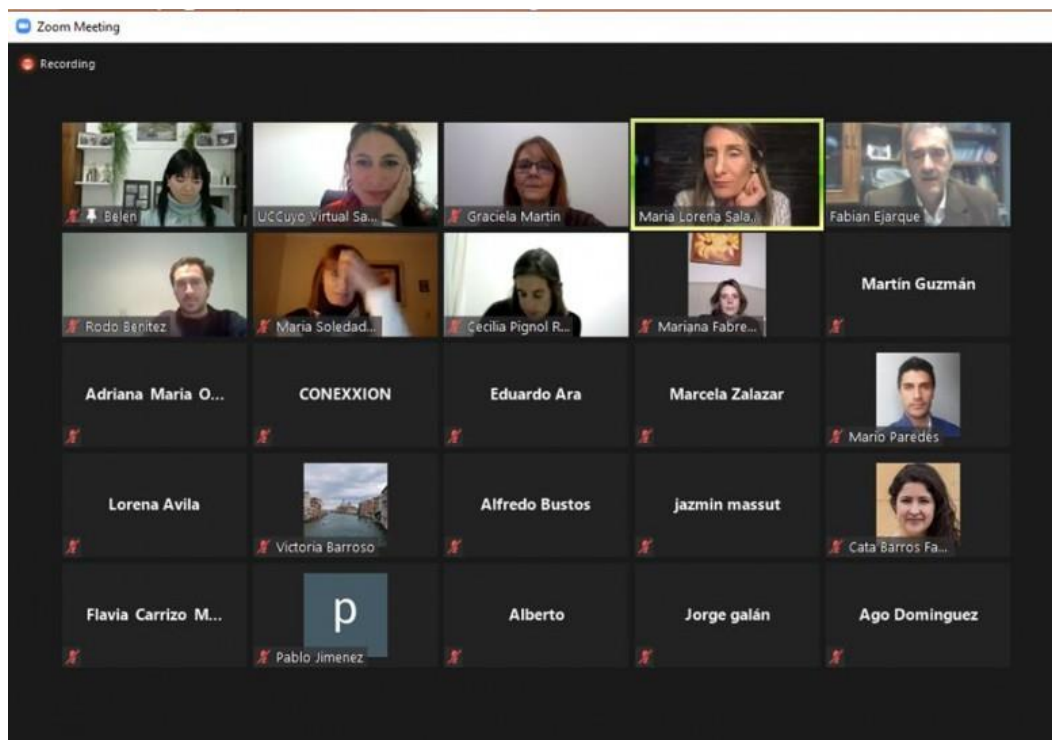 Zoom Meeting
Recording
Belen
UCCuyo Virtual Sa...
Graciela Martin
Maria Lorena Sala...
Fabian Ejarque
Rodo Benitez
Maria Soledad...
Cecilia Pignol R...
Mariana Fabre...
Martín Guzmán
Adriana Maria O...
CONEXXION
Eduardo Ara
Marcela Zalazar
Mario Paredes
Lorena Avila
Victoria Barroso
Alfredo Bustos
jazmin massut
Cata Barros Fa...
Flavia Carrizo M...
p
Pablo Jimenez
Alberto
Jorge galán
Ago Dominguez